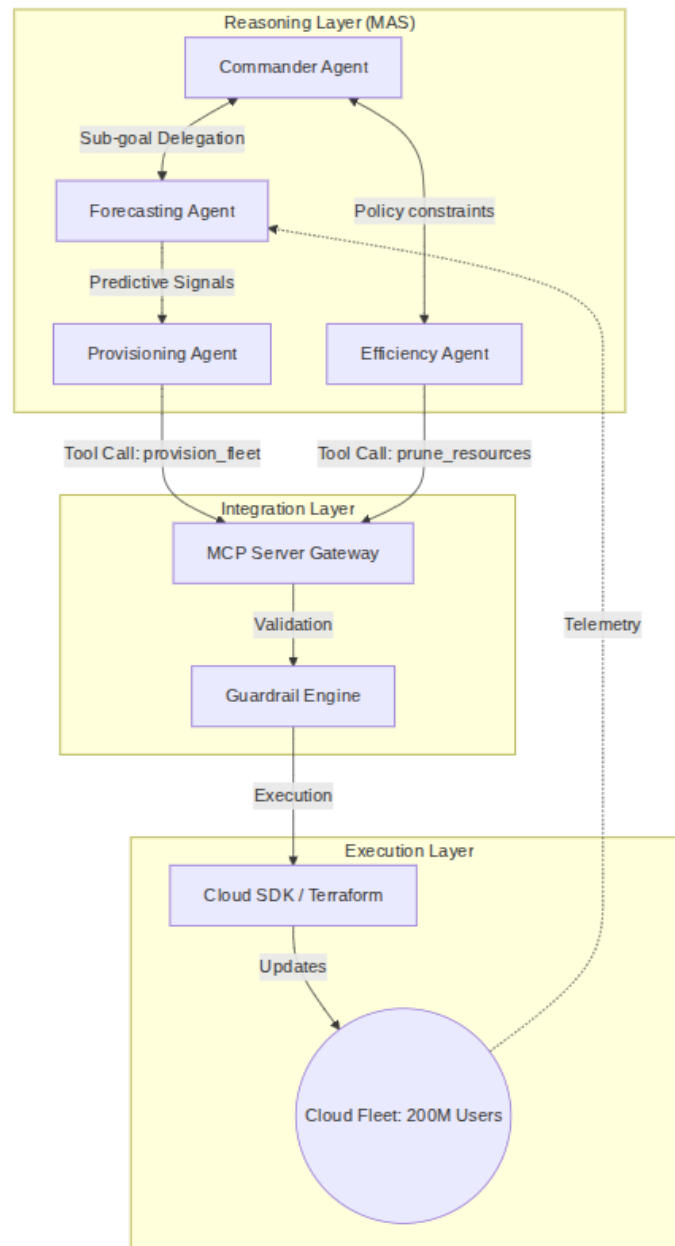 Reasoning Layer (MAS)
Commander Agent
Sub-goal Delegation
Forecasting Agent
Policy constraints
Predictive Signals
Provisioning Agent
Efficiency Agent
Tool Call: provision_fleet
Tool Call: prune_resources
Integration Layer
MCP Server Gateway
Validation
Telemetry
Guardrail Engine
Execution
Execution Layer
Cloud SDK / Terraform
Updates
Cloud Fleet: 200M Users